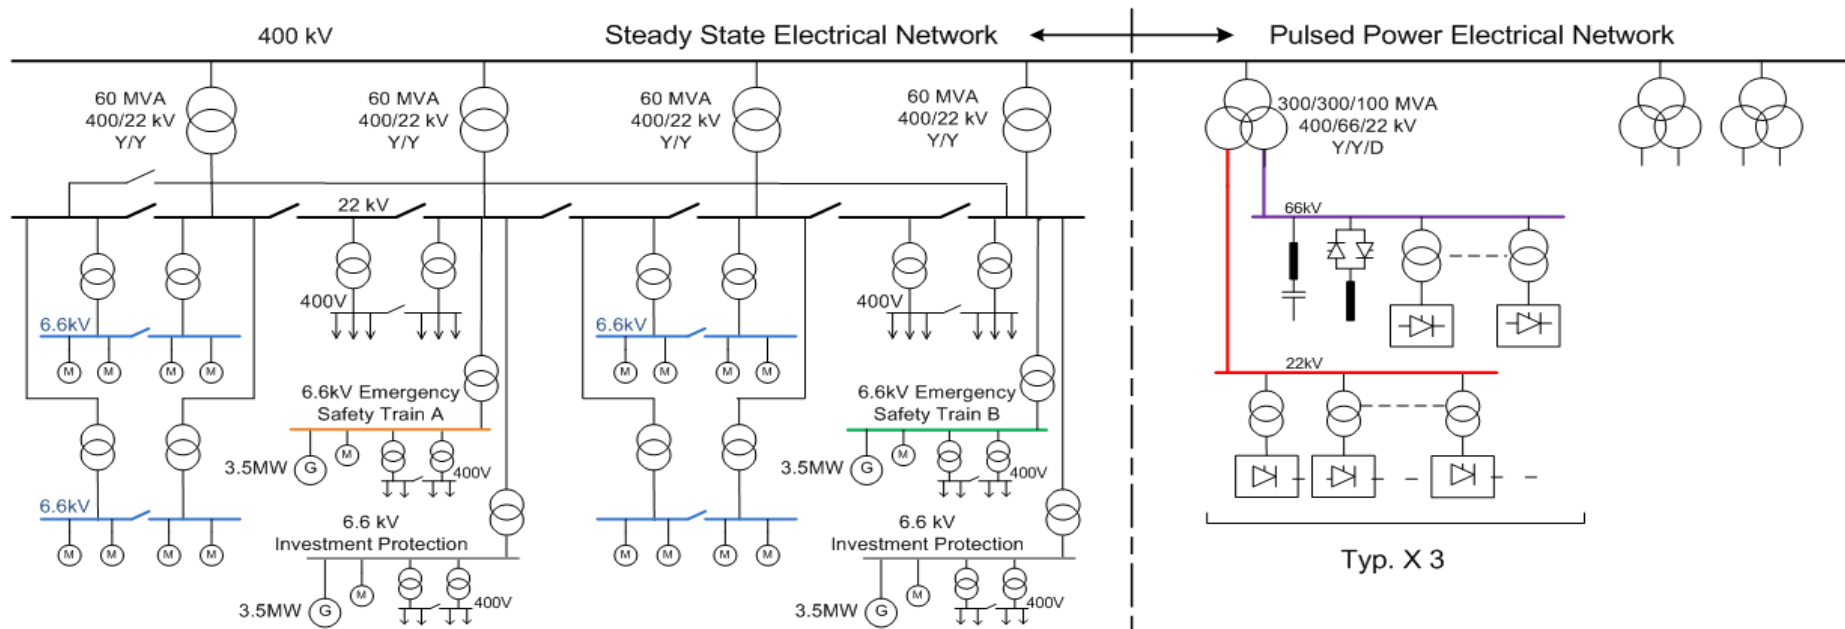 400 kV
Steady State Electrical Network
Pulsed Power Electrical Network
60 MVA
400/22 kV
Y/Y
60 MVA
400/22 kV
Y/Y
60 MVA
400/22 kV
Y/Y
60 MVA
400/22 kV
Y/Y
300/300/100 MVA
400/66/22 kV
Y/Y/D
22 kV
66kV
400V
400V
6.6kV
6.6kV
M
M
M
M
M
M
M
M
22kV
6.6kV Emergency
Safety Train A
6.6kV Emergency
Safety Train B
3.5MW
G
M
400V
3.5MW
G
M
400V
6.6kV
M
M
M
M
M
M
M
M
6.6 kV
Investment Protection
6.6 kV
Investment Protection
3.5MW
G
M
400V
3.5MW
G
M
400V
Typ. X 3